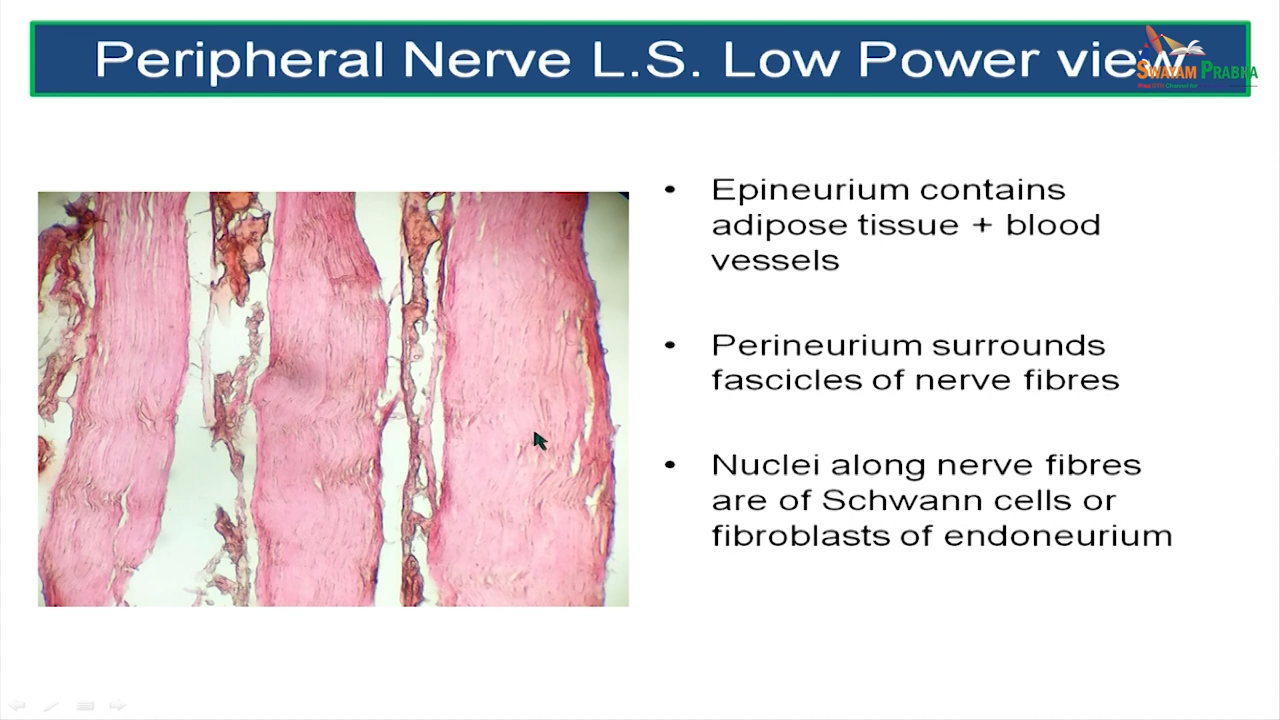 Peripheral Nerve L.S. Low Power view
SWAYAM PRABHA
• Epineurium contains
adipose tissue + blood
vessels
• Perineurium surrounds
fascicles of nerve fibres
• Nuclei along nerve fibres
are of Schwann cells or
fibroblasts of endoneurium